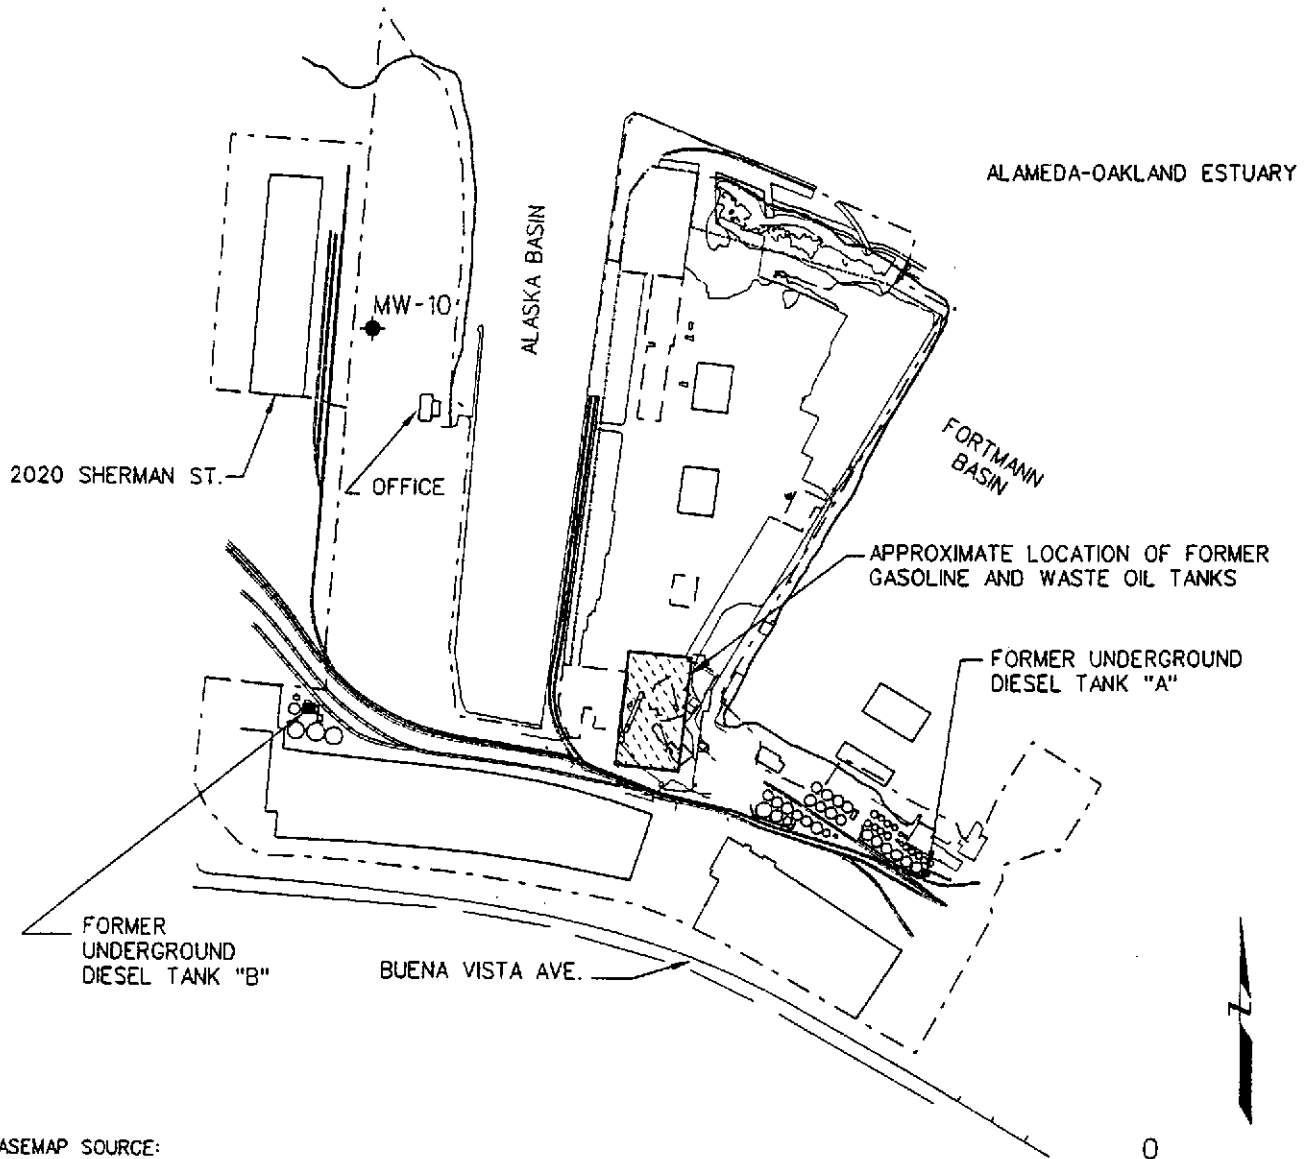 ALAMEDA-OAKLAND ESTUARY
ALASKA BASIN
MW-10
2020 SHERMAN ST.
OFFICE
FORTMANN
BASIN
APPROXIMATE LOCATION OF FORMER
GASOLINE AND WASTE OIL TANKS
FORMER UNDERGROUND
DIESEL TANK "A"
FORMER
UNDERGROUND
DIESEL TANK "B"
BUENA VISTA AVE.
Z
ASEMAP SOURCE:
0